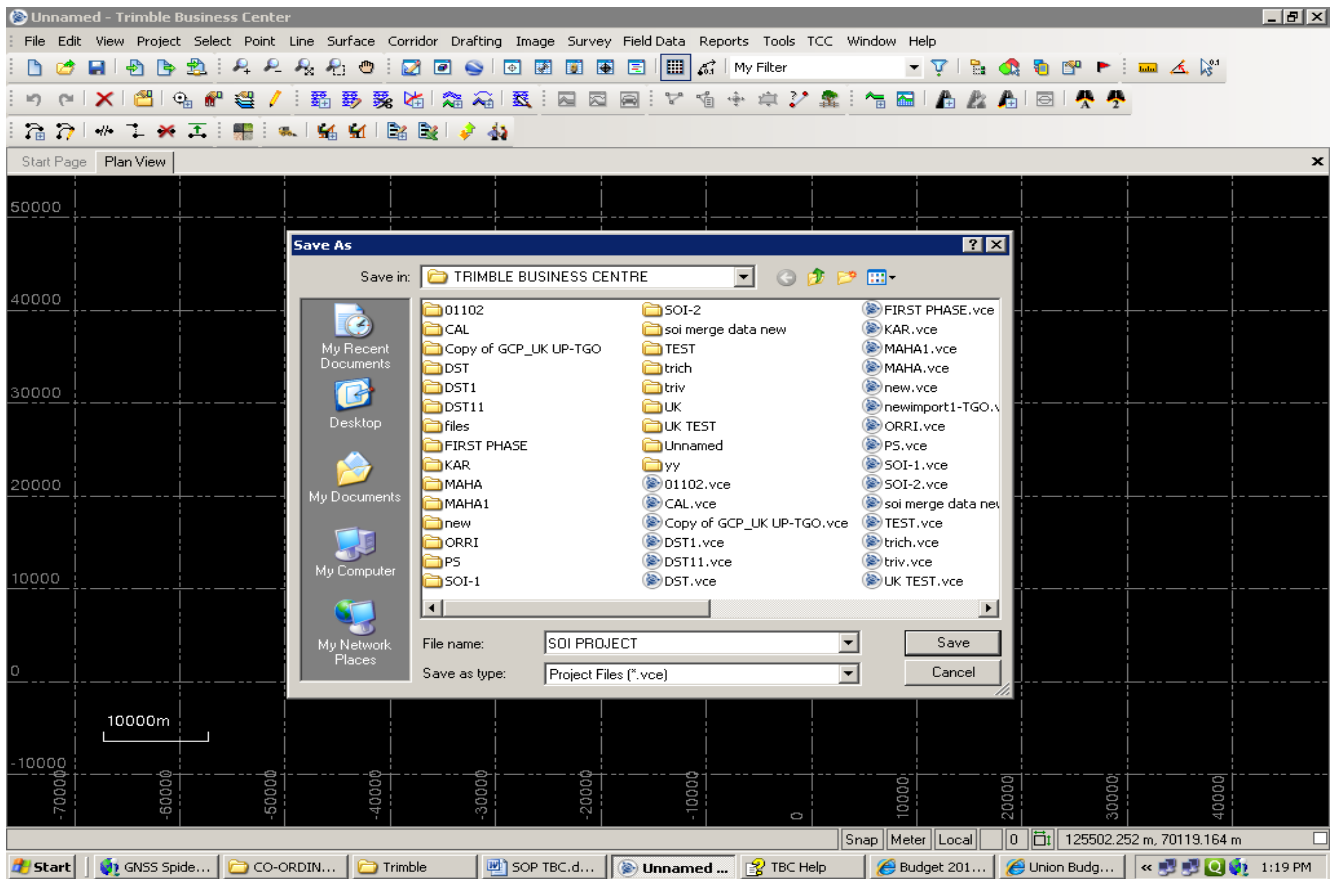 Unnamed - Trimble Business Center
File Edit View Project Select Point Line Surface Corridor Drafting Image Survey Field Data Reports Tools TCC Window Help
My Filter
Start Page Plan View
50000
40000
30000
20000
10000
0
-10000
Save As
Save in: TRIMBLE BUSINESS CENTRE
My Recent Documents
Desktop
My Documents
My Computer
My Network Places
01102
CAL
Copy of GCP_UK UP-TGO
DST
DST1
DST11
files
FIRST PHASE
KAR
MAHA
MAHA1
new
ORRI
PS
SOI-1
SOI-2
soi merge data new
TEST
trich
triv
UK
UK TEST
Unnamed
yy
01102.vce
CAL.vce
Copy of GCP_UK UP-TGO.vce
DST1.vce
DST11.vce
DST.vce
FIRST PHASE.vce
KAR.vce
MAHA1.vce
MAHA.vce
new.vce
newimport1-TGO.v
ORRI.vce
PS.vce
SOI-1.vce
SOI-2.vce
soi merge data ne
TEST.vce
trich.vce
triv.vce
UK TEST.vce
File name: SOI PROJECT Save
Save as type: Project Files (*.vce) Cancel
10000m
-70000 -60000 -50000 -40000 -30000 -20000 -10000 0 10000 20000 30000 40000
Snap Meter Local 0 125502.252 m, 70119.164 m
Start GNSS Spide... CO-ORDIN... Trimble SOP TBC.d... Unnamed ... TBC Help Budget 201... Union Budg... « 1:19 PM